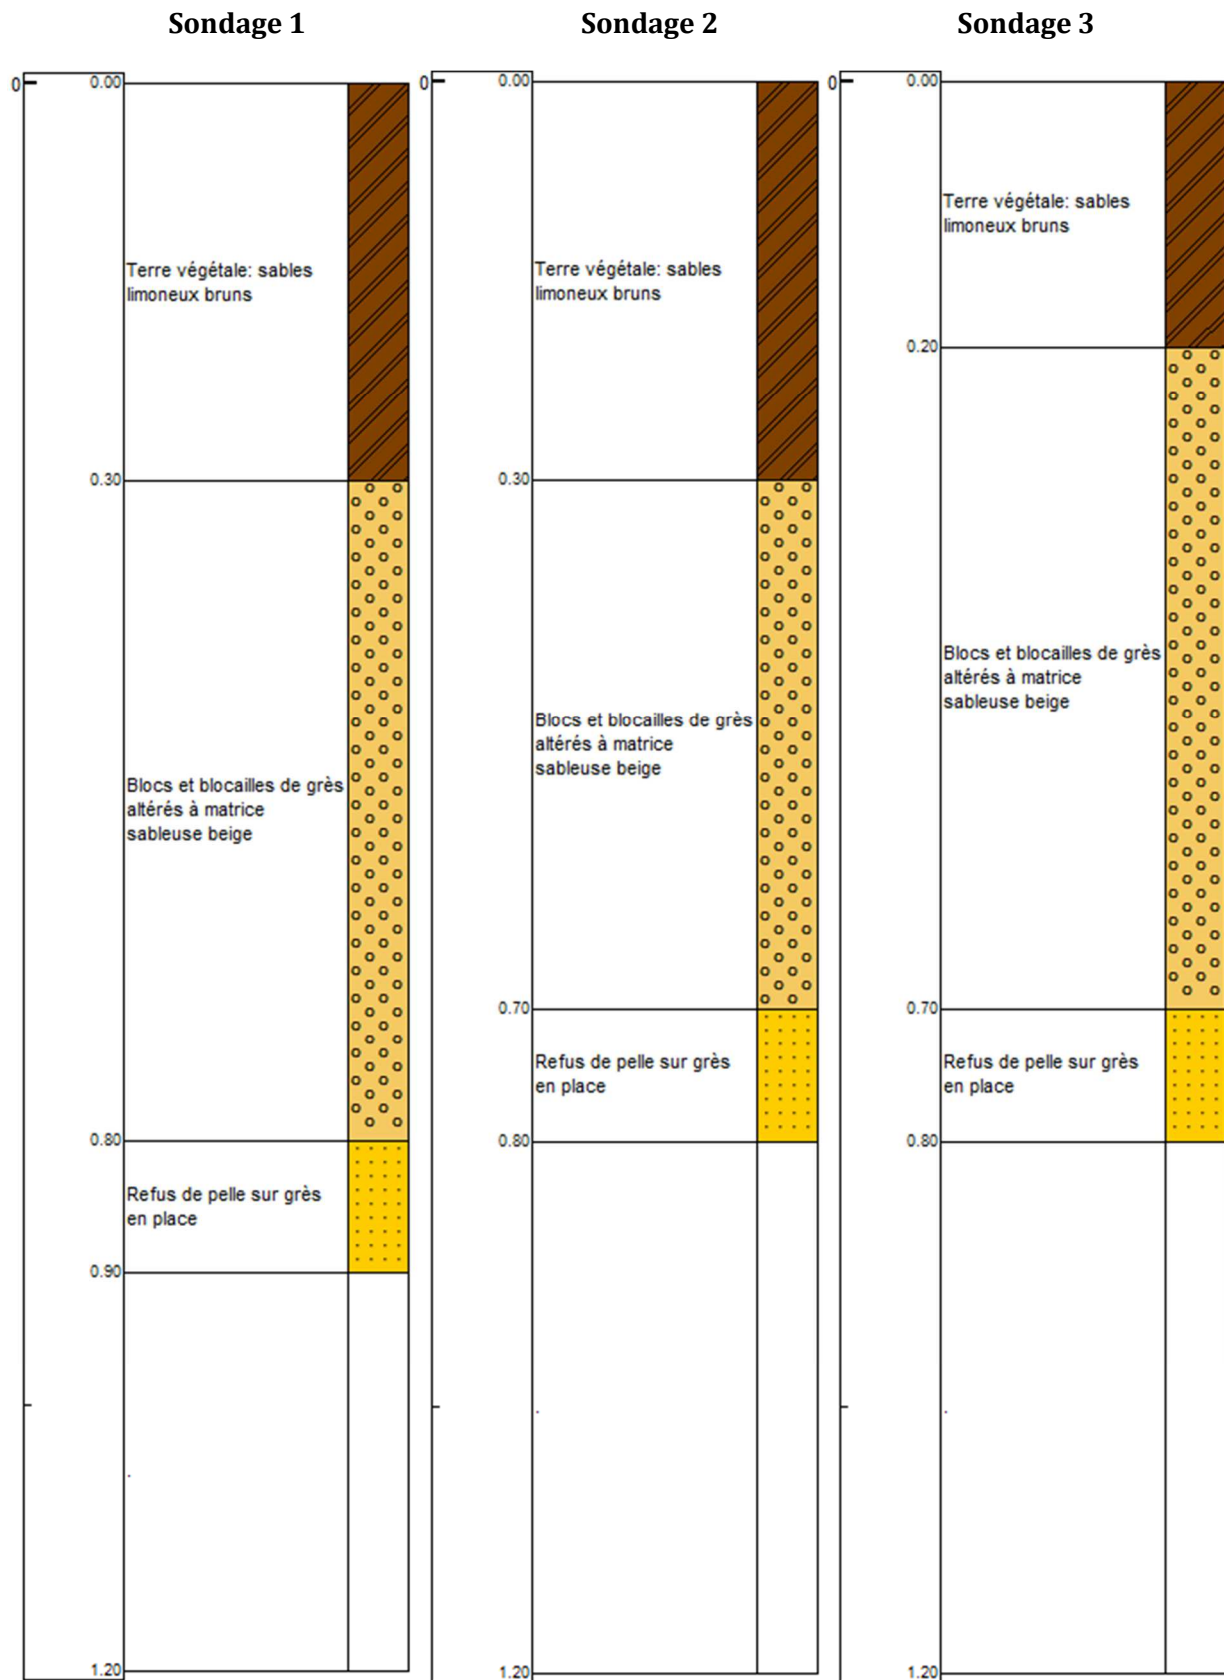 Sondage 1
0
0.00
Terre végétale: sables
limoneux bruns
0.30
Blocs et blocailles de grès
altérés à matrice
sableuse beige
0.80
Refus de pelle sur grès
en place
0.90
1.20
Sondage 2
0
0.00
Terre végétale: sables
limoneux bruns
0.30
Blocs et blocailles de grès
altérés à matrice
sableuse beige
0.70
Refus de pelle sur grès
en place
0.80
1.20
Sondage 3
0
0.00
Terre végétale: sables
limoneux bruns
0.20
Blocs et blocailles de grès
altérés à matrice
sableuse beige
0.70
Refus de pelle sur grès
en place
0.80
1.20